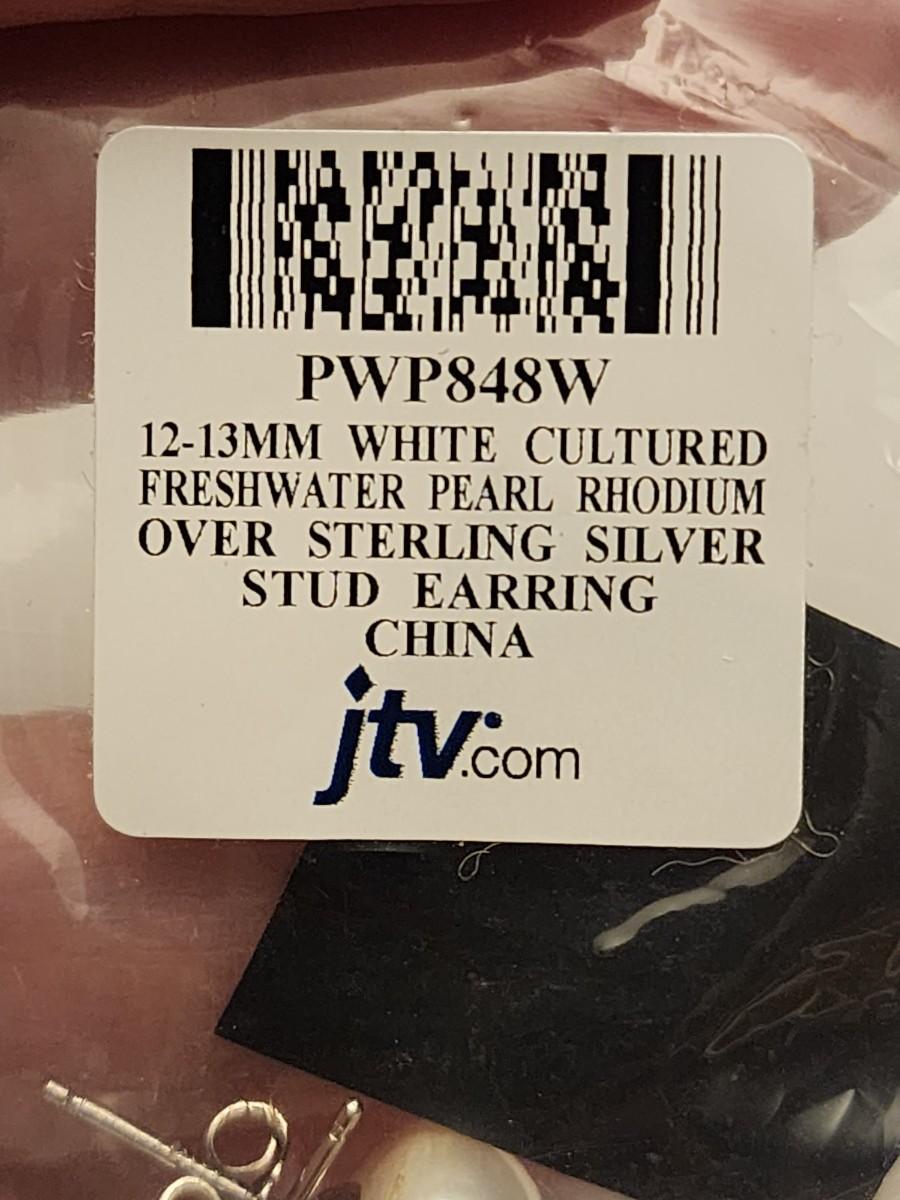 PWP848W
12-13MM WHITE CULTURED
FRESHWATER PEARL RHODIUM
OVER STERLING SILVER
STUD EARRING
CHINA
jtv.com